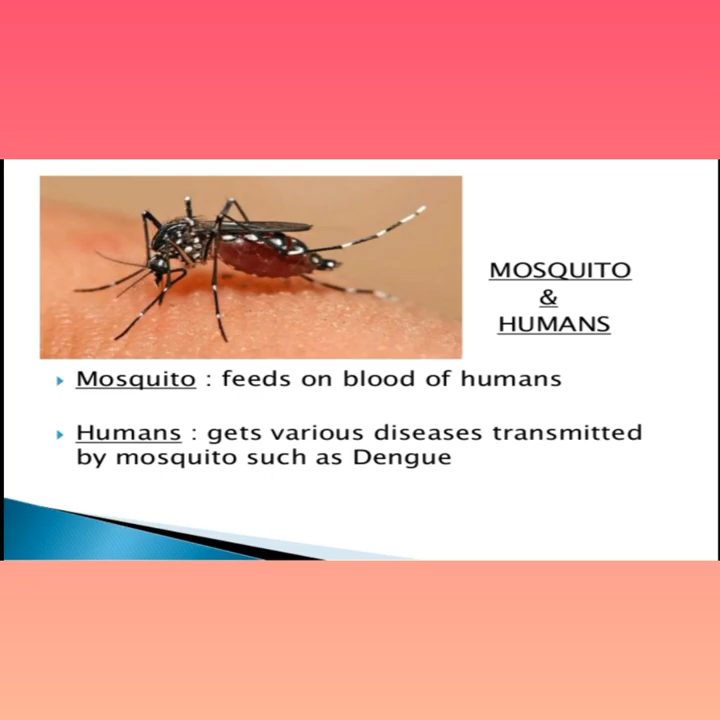 MOSQUITO
&
HUMANS
Mosquito : feeds on blood of humans
Humans : gets various diseases transmitted
by mosquito such as Dengue